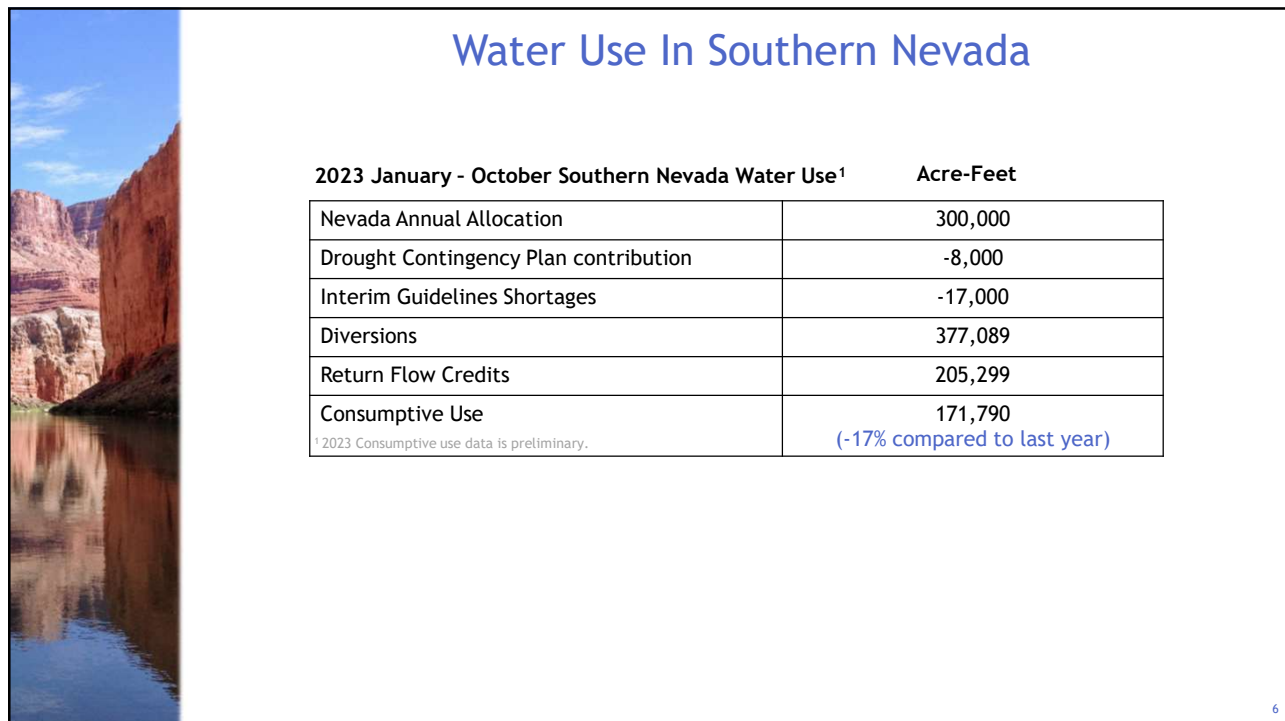 Water Use In Southern Nevada
2023 January – October Southern Nevada Water Use¹ Acre-Feet
Nevada Annual Allocation 300,000
Drought Contingency Plan contribution -8,000
Interim Guidelines Shortages -17,000
Diversions 377,089
Return Flow Credits 205,299
Consumptive Use 171,790
¹ 2023 Consumptive use data is preliminary. (-17% compared to last year)
6